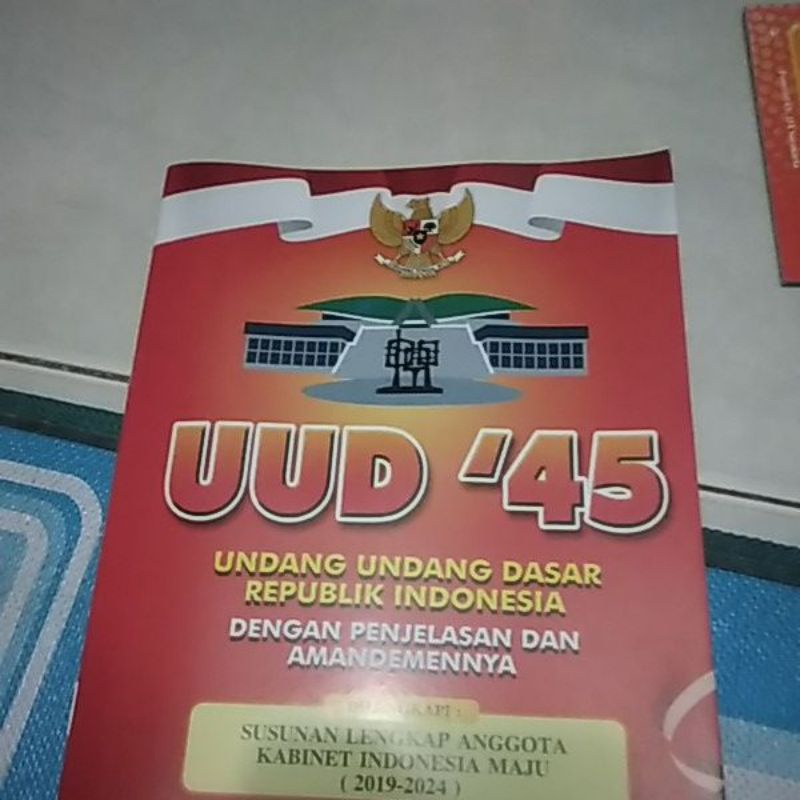 UUD '45
UNDANG UNDANG DASAR
REPUBLIK INDONESIA
DENGAN PENJELASAN DAN
AMANDEMENNYA
DILENGKAPI :
SUSUNAN LENGKAP ANGGOTA
KABINET INDONESIA MAJU
( 2019-2024 )